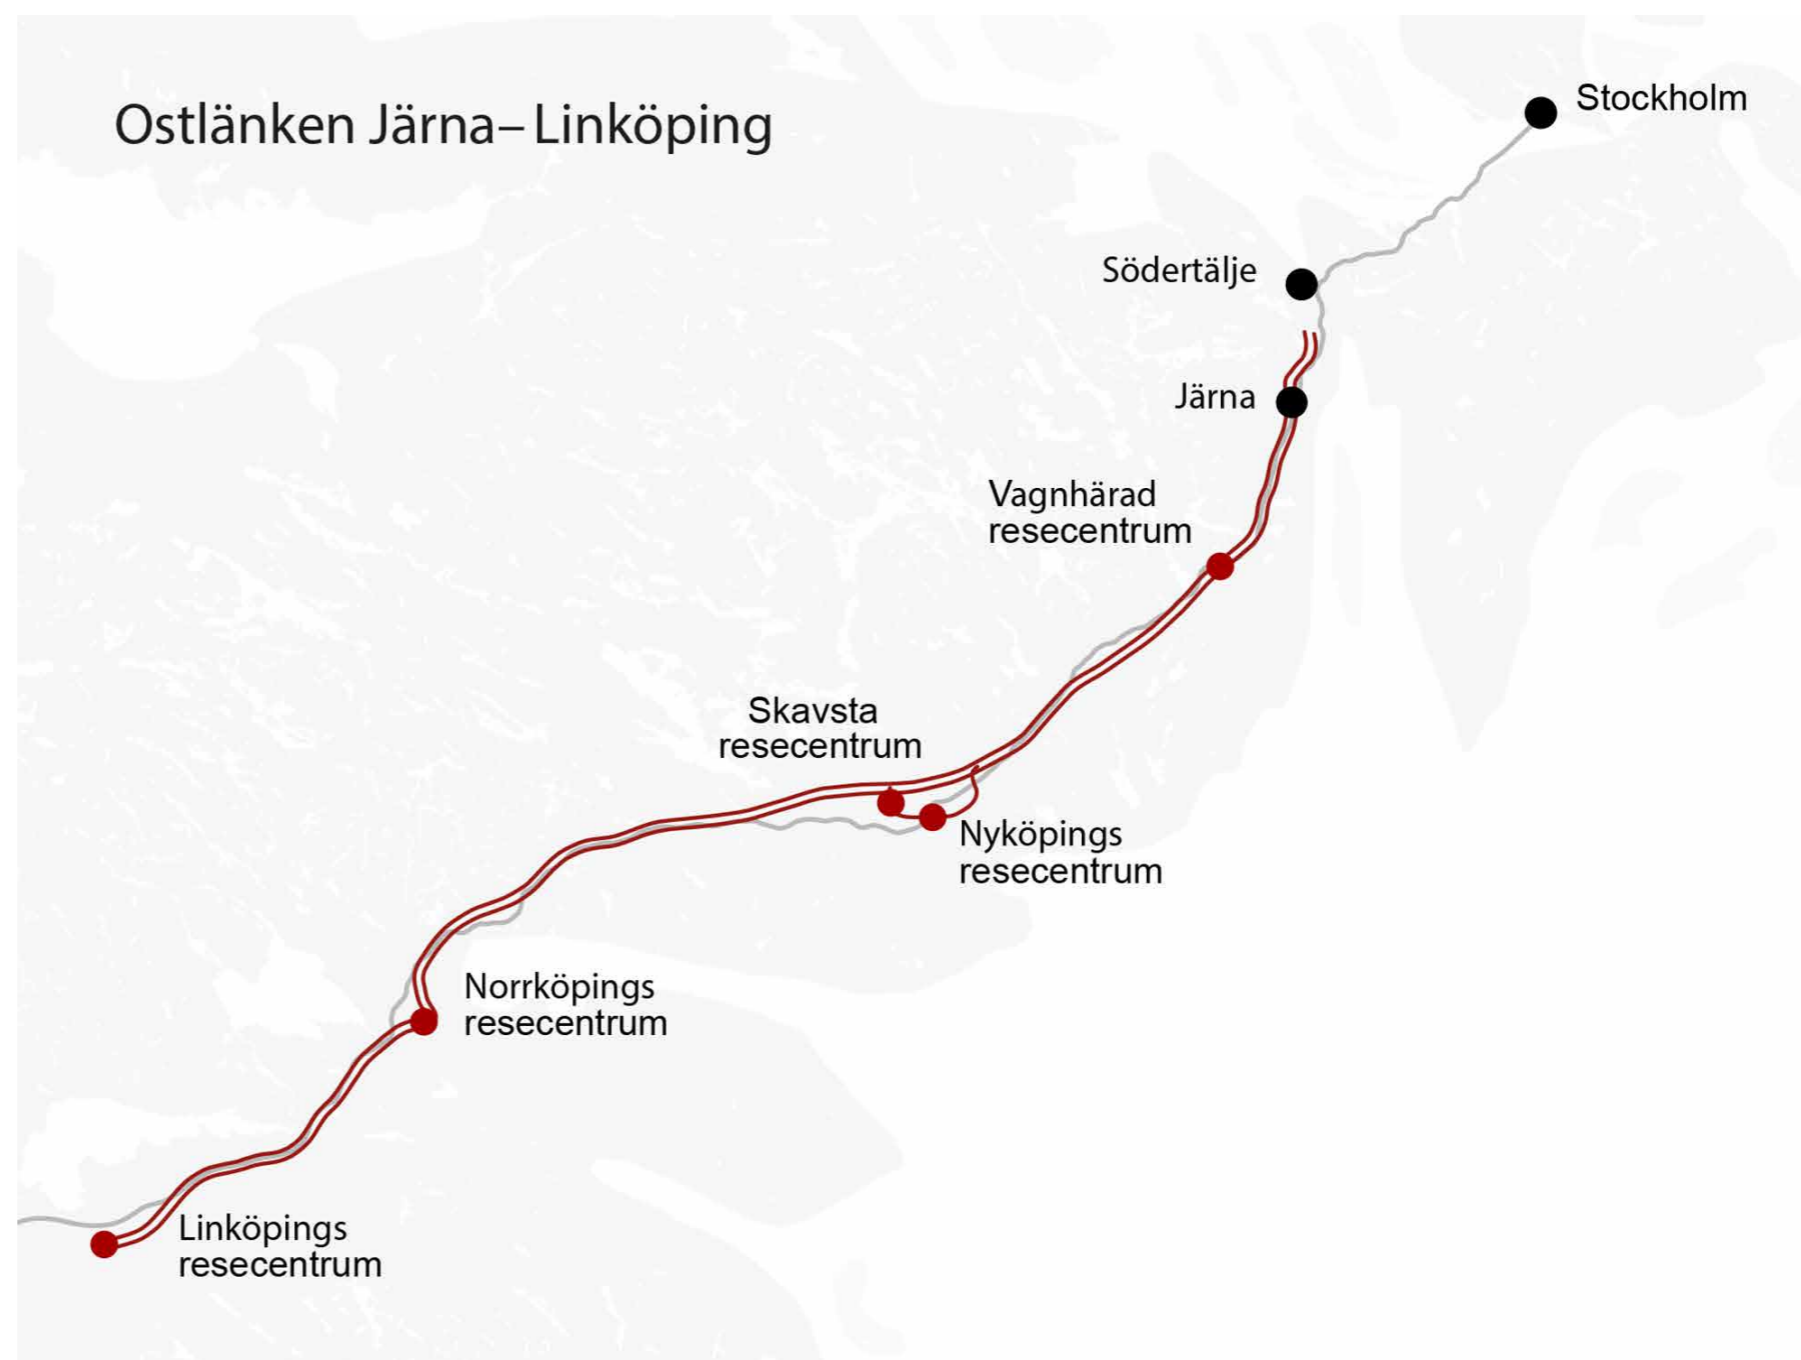 Ostlänken Järna–Linköping
Stockholm
Södertälje
Järna
Vagnhärad
resecentrum
Skavsta
resecentrum
Nyköpings
resecentrum
Norrköpings
resecentrum
Linköpings
resecentrum